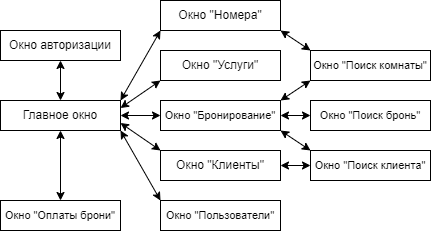 Окно "Номера"
Окно авторизации
Окно "Услуги"
Окно "Поиск комнаты"
Главное окно
Окно "Бронирование"
Окно "Поиск бронь"
Окно "Клиенты"
Окно "Поиск клиента"
Окно "Оплаты брони"
Окно "Пользователи"